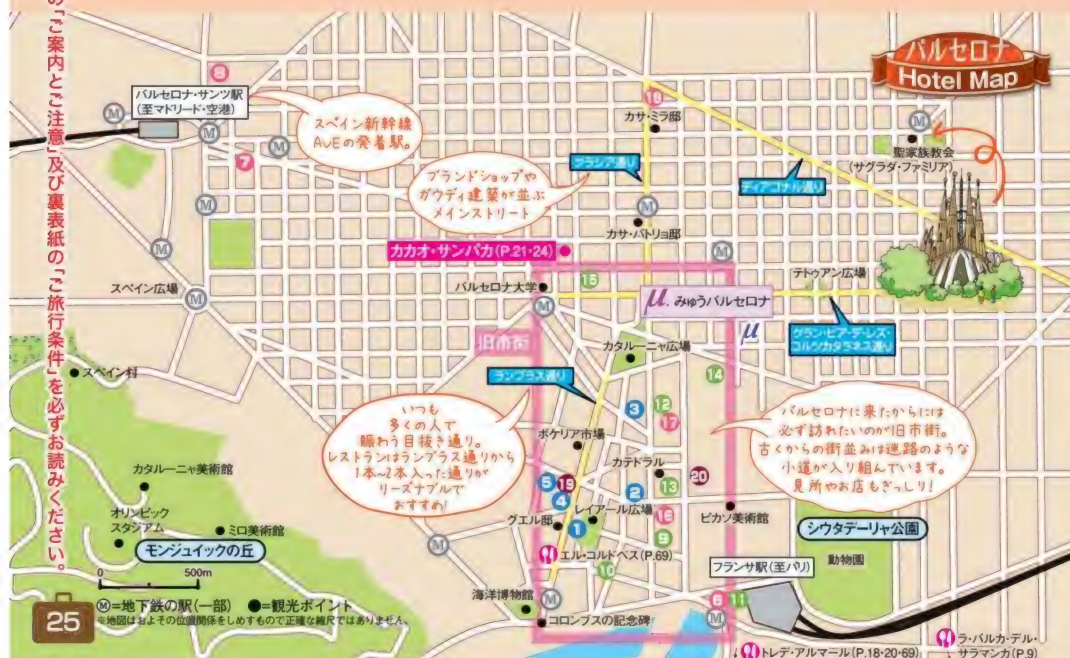 の「ご案内とご注意」及び裏表紙の「ご旅行条件」を必ずお読みください。
バルセロナ
Hotel Map
8
バルセロナ・サンツ駅
(至マドリード・空港)
スペイン新幹線
AVEの発着駅。
7
18
カサ・ミラ邸
グラシア通り
ディアゴナル通り
聖家族教会
(サグラダ・ファミリア)
ブランドショップや
ガウディ建築が並ぶ
メインストリート
カサ・バトリョ邸
カカオ・サンパカ(P.21・24)
スペイン広場
バルセロナ大学
15
μ. みゅうバルセロナ
μ
テトゥアン広場
グラン・ビア・デ・レス・
コルツカタラネス通り
旧市街
カタルーニャ広場
スペイン村
ランブラス通り
14
いつも
多くの人で
賑わう目抜き通り。
レストランはランブラス通りから
1本~2本入った通りが
リーズナブルで
おすすめ!
3
12
17
ボケリア市場
カテドラル
バルセロナに来たからには
必ず訪れたいのが旧市街。
古くからの街並みは迷路のような
小道が入り組んでいます。
見所やお店もぎっしり!
カタルーニャ美術館
5
19
4
2
13
20
オリンピック
スタジアム
ミロ美術館
グエル邸
1
レイアール広場
16
ピカソ美術館
シウタデーリャ公園
モンジュイックの丘
9
エル・コルドベス(P.69)
フランサ駅(至パリ)
動物園
0
500m
10
海洋博物館
6
11
M=地下鉄の駅(一部) ●=観光ポイント
※地図はおよその位置関係をしめすもので正確な縮尺ではありません。
25
コロンブスの記念碑
トレデ・アルマール(P.18・20・69)
ラ・バルカ・デル・
サラマンカ(P.9)
M
M
M
M
M
M
M
M
M
M
M
M
M